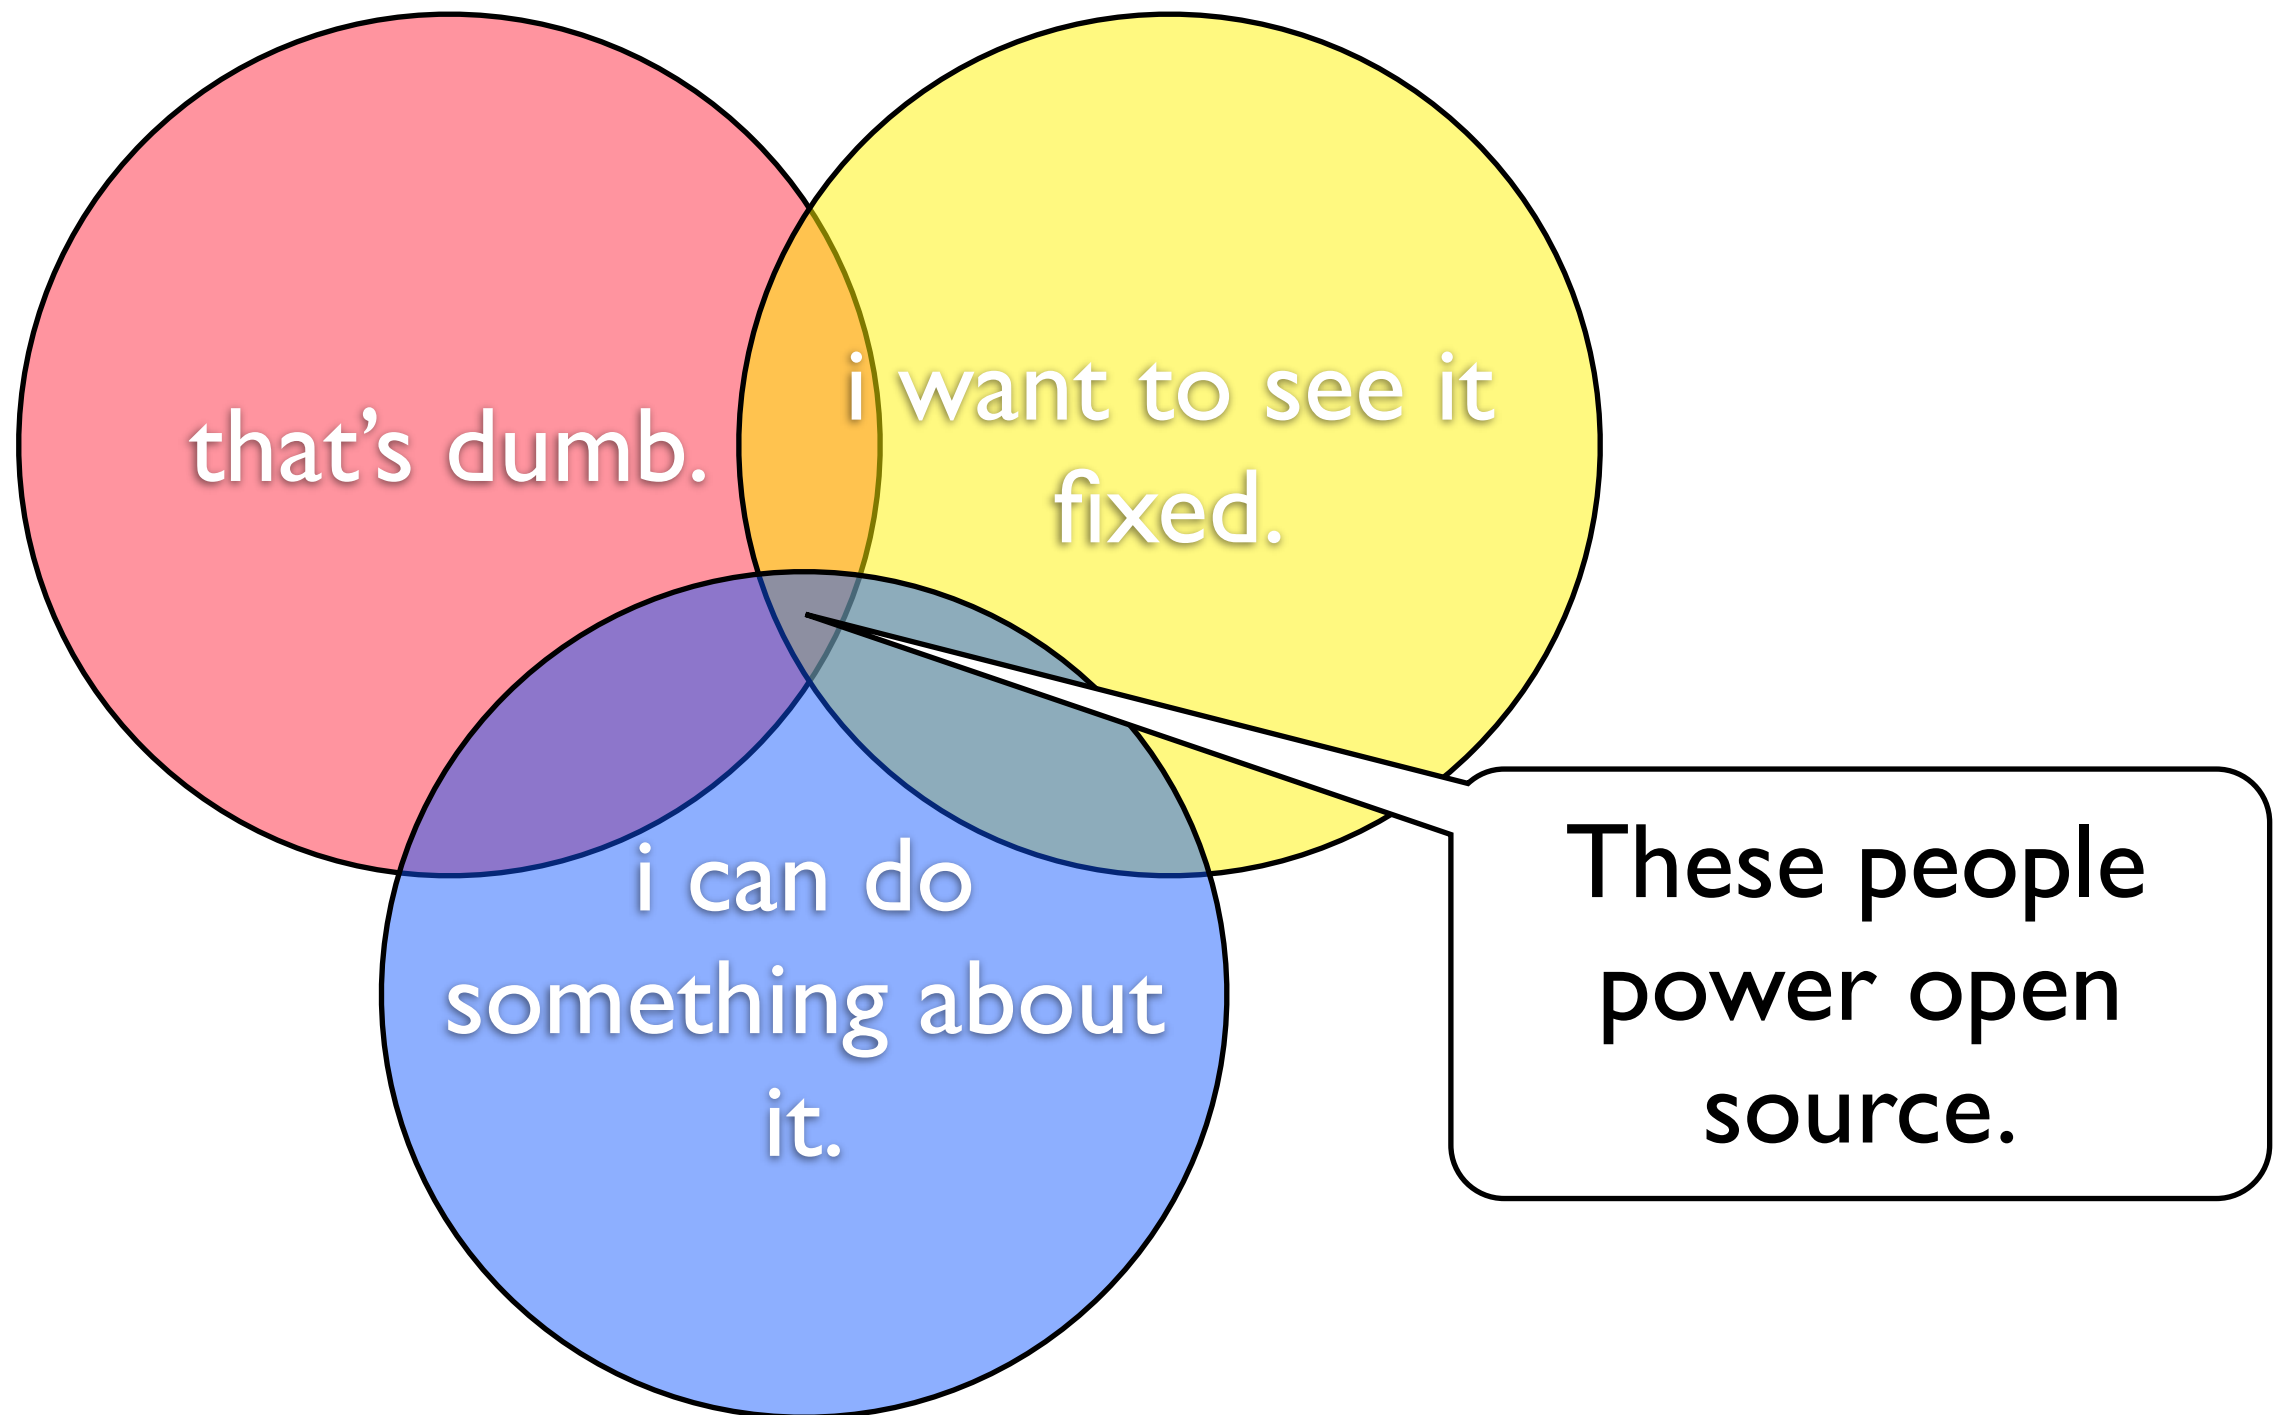 that’s dumb.
i want to see it
fixed.
i can do
something about
it.
These people
power open
source.